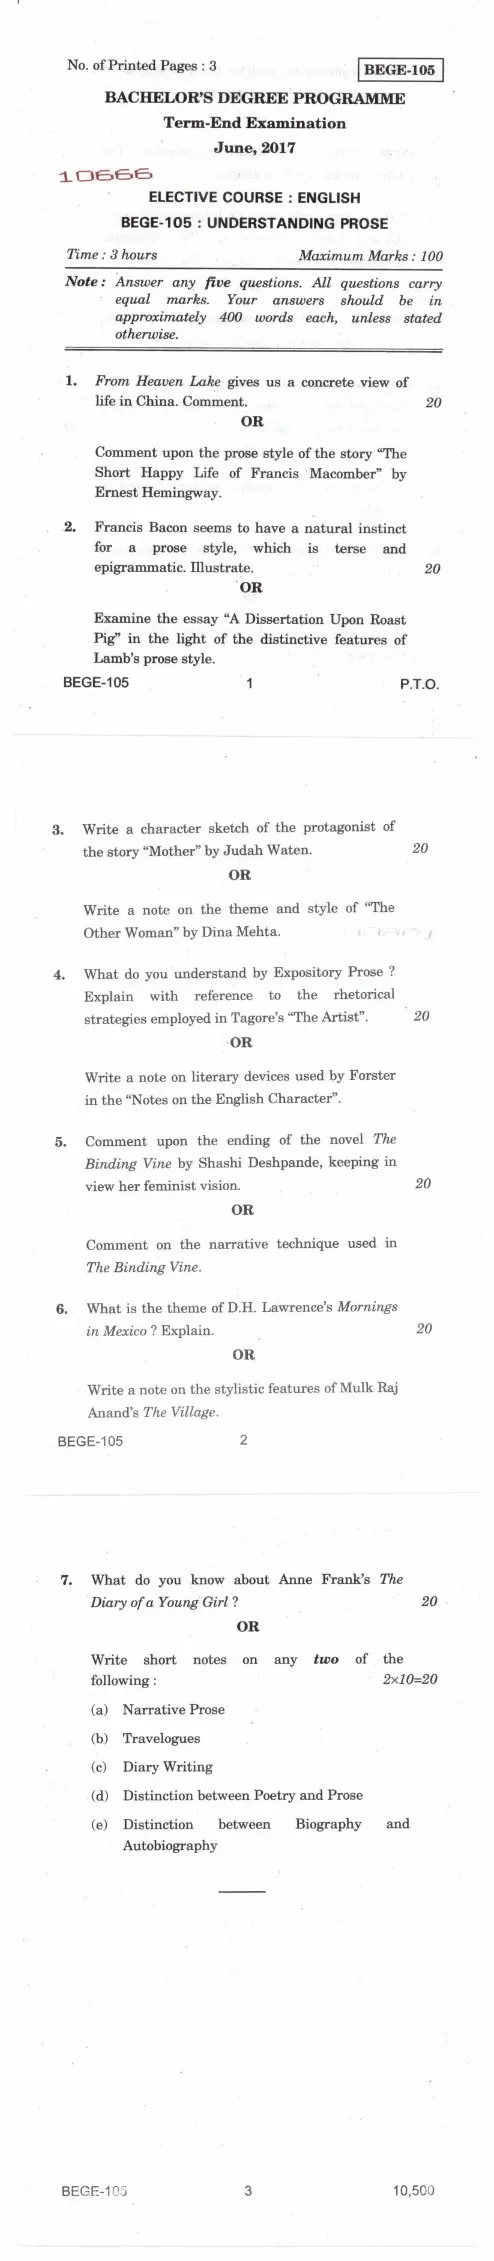 No. of Printed Pages : 3
BEGE-105
BACHELOR'S DEGREE PROGRAMME
Term-End Examination
June, 2017
10666
ELECTIVE COURSE : ENGLISH
BEGE-105 : UNDERSTANDING PROSE
Time : 3 hours Maximum Marks : 100
Note : Answer any five questions. All questions carry
equal marks. Your answers should be in
approximately 400 words each, unless stated
otherwise.
1. From Heaven Lake gives us a concrete view of
life in China. Comment. 20
OR
Comment upon the prose style of the story "The
Short Happy Life of Francis Macomber" by
Ernest Hemingway.
2. Francis Bacon seems to have a natural instinct
for a prose style, which is terse and
epigrammatic. Illustrate. 20
OR
Examine the essay "A Dissertation Upon Roast
Pig" in the light of the distinctive features of
Lamb's prose style.
BEGE-105 1 P.T.O.
3. Write a character sketch of the protagonist of
the story "Mother" by Judah Waten. 20
OR
Write a note on the theme and style of "The
Other Woman" by Dina Mehta.
4. What do you understand by Expository Prose ?
Explain with reference to the rhetorical
strategies employed in Tagore's "The Artist". 20
OR
Write a note on literary devices used by Forster
in the "Notes on the English Character".
5. Comment upon the ending of the novel The
Binding Vine by Shashi Deshpande, keeping in
view her feminist vision. 20
OR
Comment on the narrative technique used in
The Binding Vine.
6. What is the theme of D.H. Lawrence's Mornings
in Mexico ? Explain. 20
OR
Write a note on the stylistic features of Mulk Raj
Anand's The Village.
BEGE-105 2
7. What do you know about Anne Frank's The
Diary of a Young Girl ? 20
OR
Write short notes on any two of the
following : 2×10=20
(a) Narrative Prose
(b) Travelogues
(c) Diary Writing
(d) Distinction between Poetry and Prose
(e) Distinction between Biography and
Autobiography
BEGE-105 3 10,500